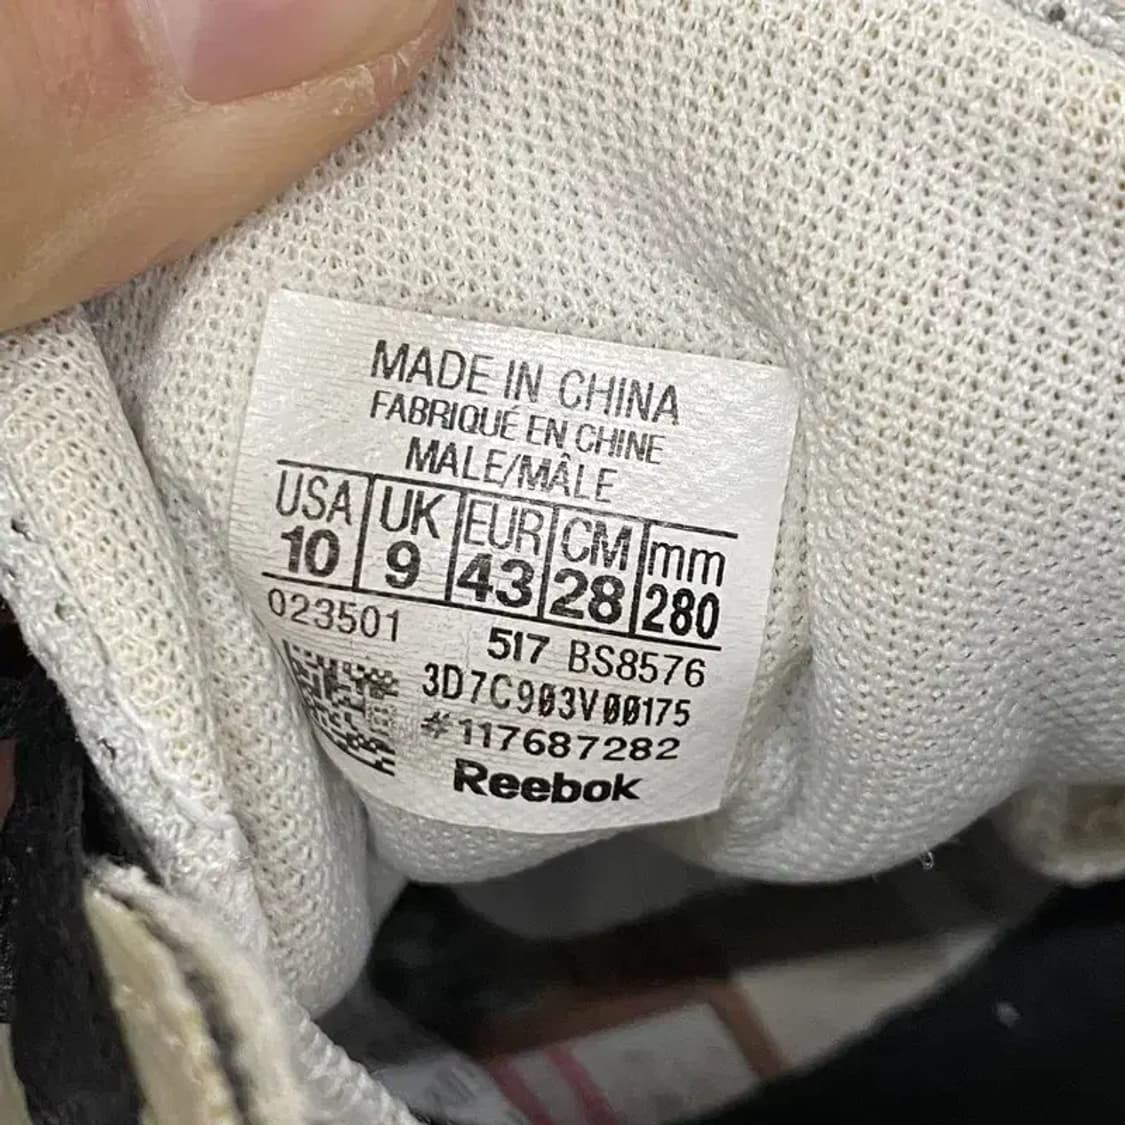 MADE IN CHINA
FABRIQUÉ EN CHINE
MALE/MÂLE
USA UK EUR CM mm
10 9 43 28 280
023501 517 BS8576
3D7C903V00175
#117687282
Reebok